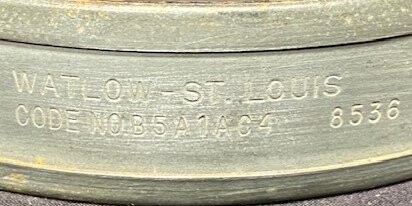 WATLOW-ST. LOUIS
CODE NO B5A1AC4 8536